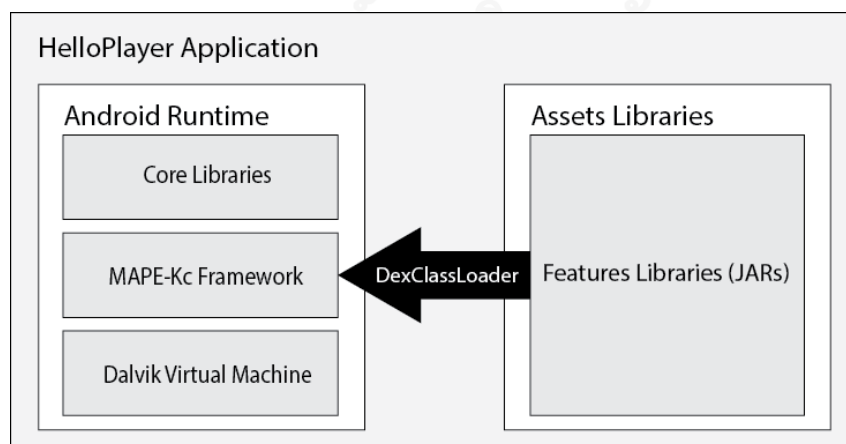 HelloPlayer Application
Android Runtime
Core Libraries
MAPE-Kc Framework
Dalvik Virtual Machine
DexClassLoader
Assets Libraries
Features Libraries (JARs)